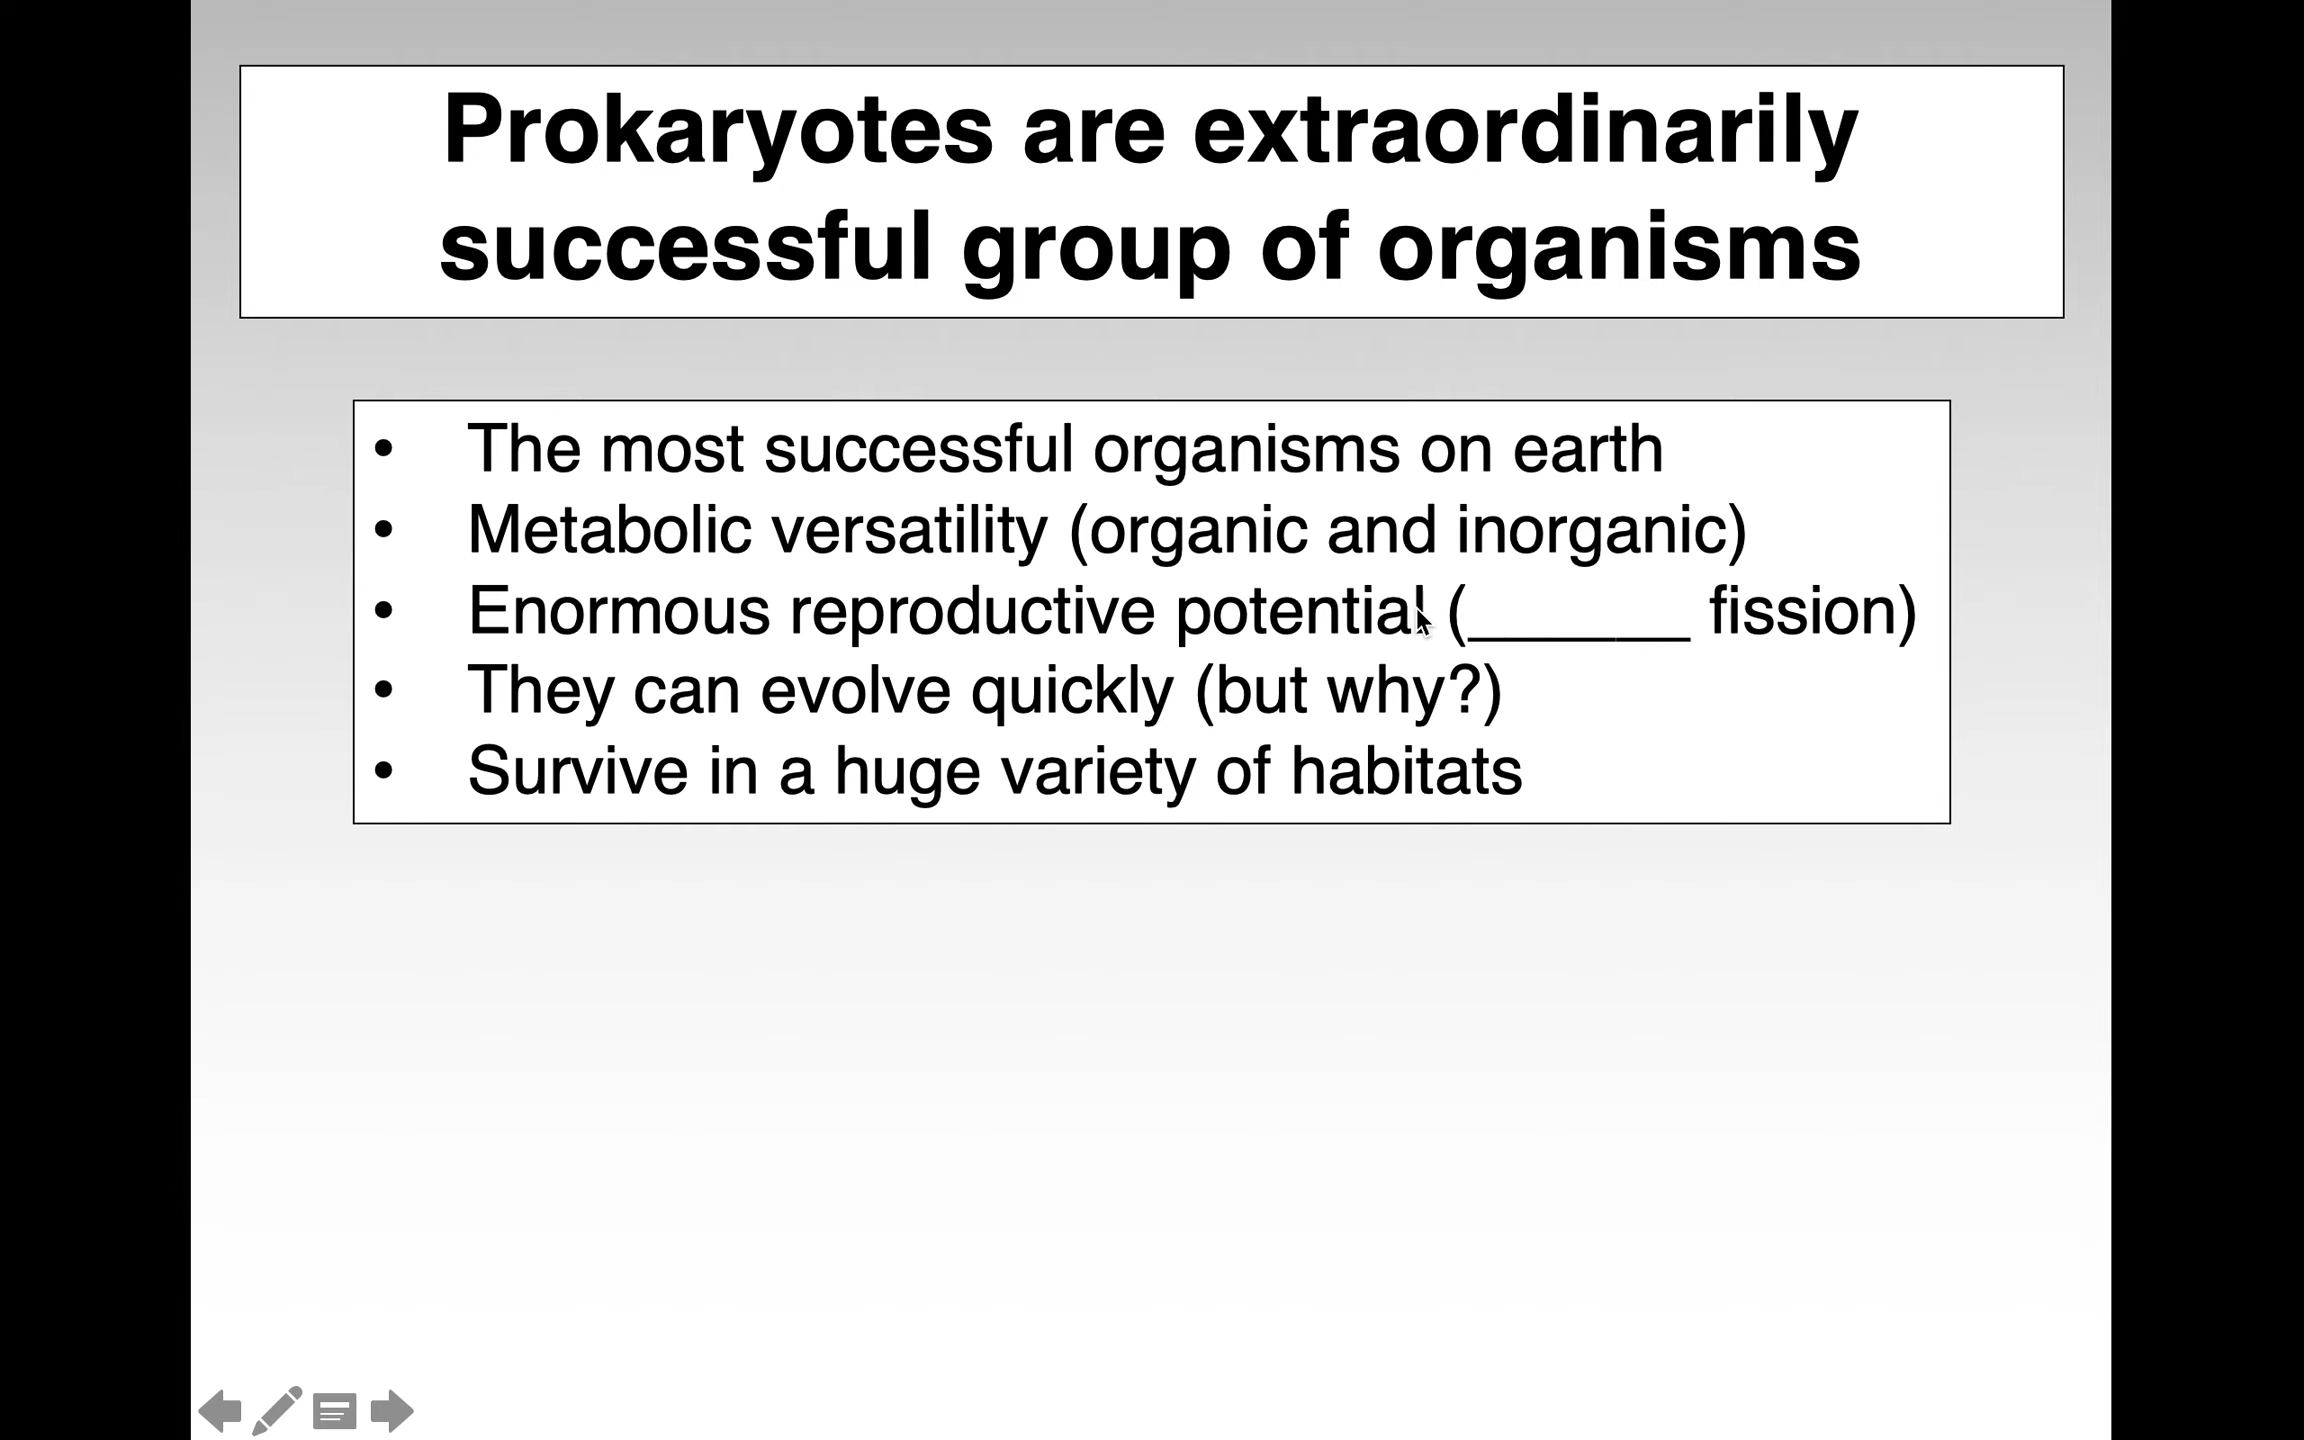 Prokaryotes are extraordinarily
successful group of organisms
• The most successful organisms on earth
• Metabolic versatility (organic and inorganic)
• Enormous reproductive potential (_______ fission)
• They can evolve quickly (but why?)
• Survive in a huge variety of habitats